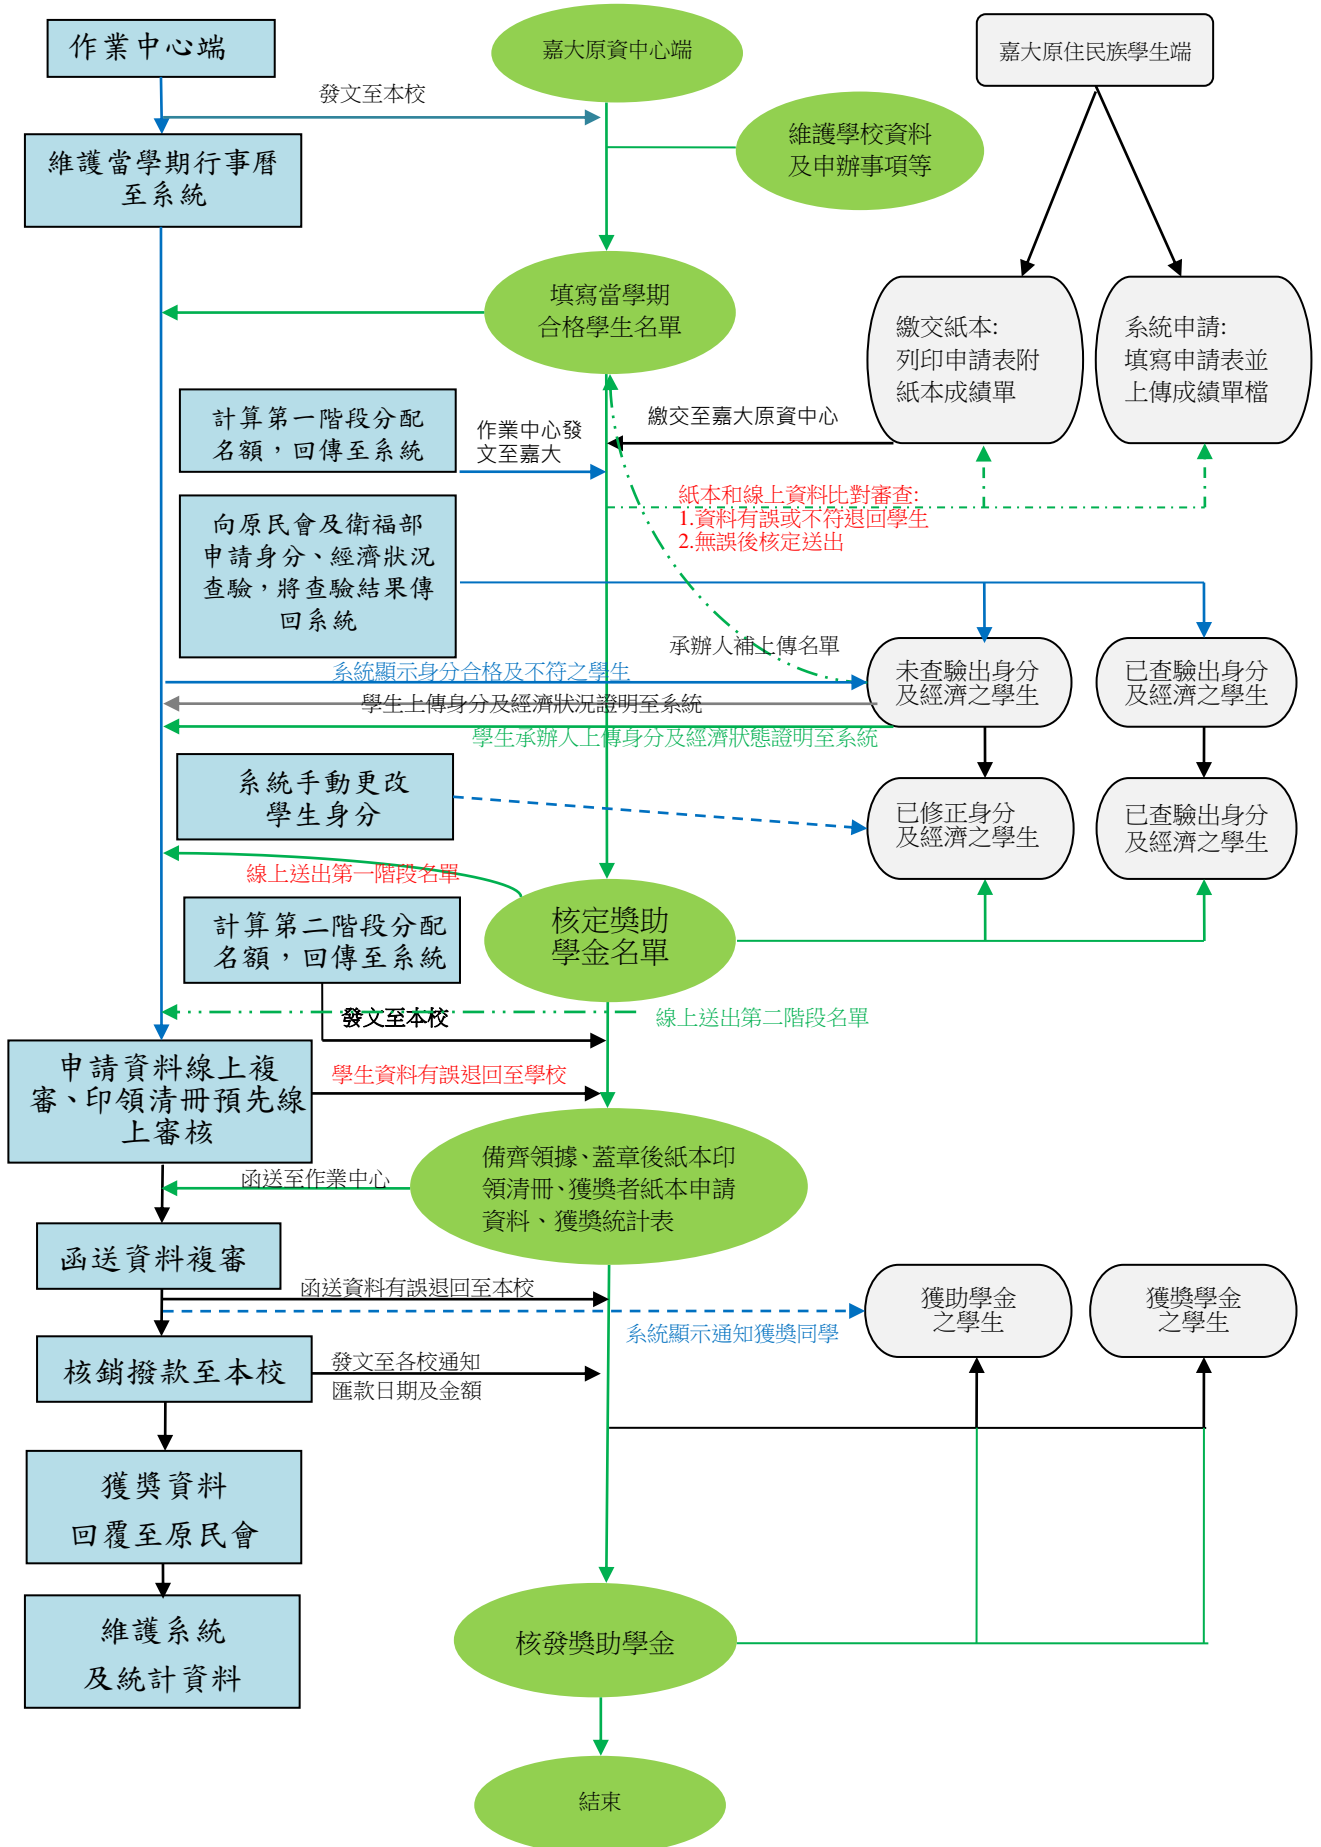 作業中心端
嘉大原資中心端
嘉大原住民族學生端
發文至本校
維護學校資料
及申辦事項等
維護當學期行事曆
至系統
填寫當學期
合格學生名單
繳交紙本:
列印申請表附
紙本成績單
系統申請:
填寫申請表並
上傳成績單檔
計算第一階段分配
名額，回傳至系統
作業中心發
文至嘉大
繳交至嘉大原資中心
紙本和線上資料比對審查:
1.資料有誤或不符退回學生
2.無誤後核定送出
向原民會及衛福部
申請身分、經濟狀況
查驗，將查驗結果傳
回系統
承辦人補上傳名單
系統顯示身分合格及不符之學生
未查驗出身分
及經濟之學生
已查驗出身分
及經濟之學生
學生上傳身分及經濟狀況證明至系統
學生承辦人上傳身分及經濟狀態證明至系統
系統手動更改
學生身分
已修正身分
及經濟之學生
已查驗出身分
及經濟之學生
線上送出第一階段名單
核定獎助
學金名單
計算第二階段分配
名額，回傳至系統
發文至本校
線上送出第二階段名單
申請資料線上複
審、印領清冊預先線
上審核
學生資料有誤退回至學校
備齊領據、蓋章後紙本印
領清冊、獲獎者紙本申請
資料、獲獎統計表
函送至作業中心
函送資料複審
函送資料有誤退回至本校
獲助學金
之學生
獲獎學金
之學生
系統顯示通知獲獎同學
核銷撥款至本校
發文至各校通知
匯款日期及金額
獲獎資料
回覆至原民會
維護系統
及統計資料
核發獎助學金
結束